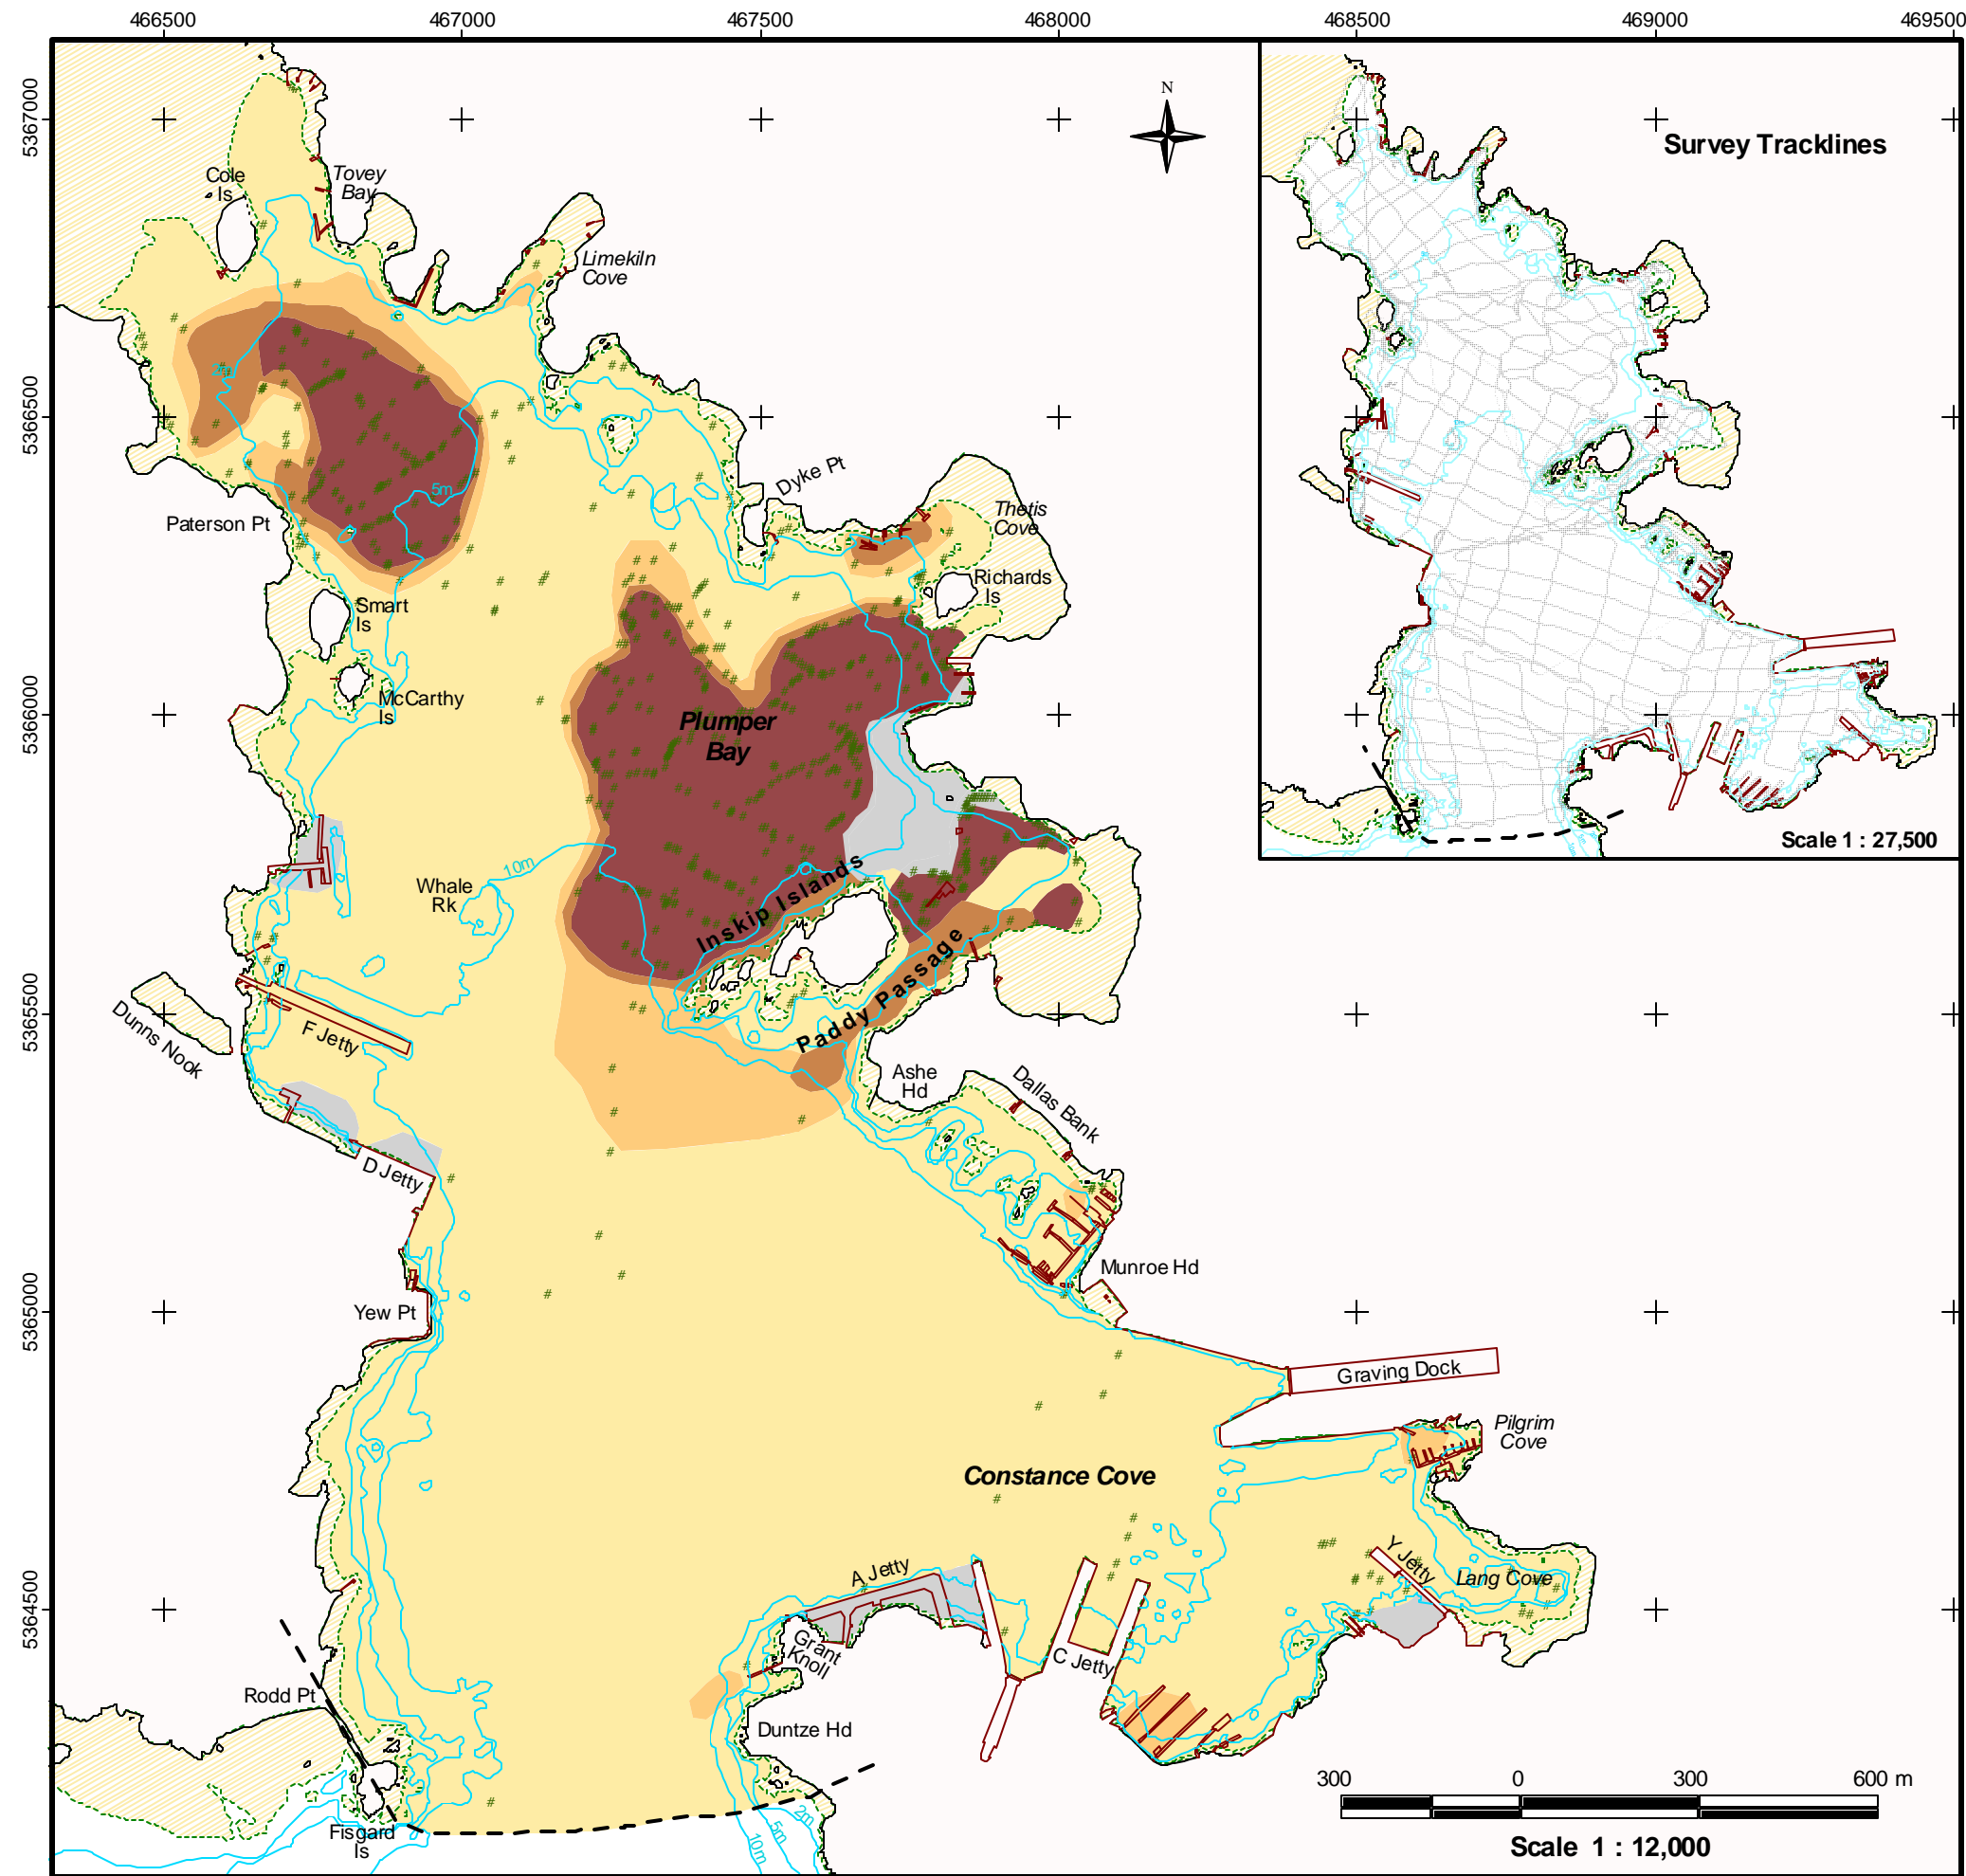 466500 467000 467500 468000 468500 469000 469500
5367000
5366500
5366000
5365500
5365000
5364500
N
Survey Tracklines
Scale 1 : 27,500
Cole
Is
Tovey
Bay
Limekiln
Cove
2m
5m
Dyke Pt
Thetis
Cove
Paterson Pt
Richards
Is
Smart
Is
McCarthy
Is
Plumper
Bay
10m
Whale
Rk
Inskip Islands
Paddy Passage
Dunns Nook
F Jetty
Ashe
Hd
Dallas Bank
D Jetty
Munroe Hd
Yew Pt
Graving Dock
Pilgrim
Cove
Constance Cove
A Jetty
Y Jetty
Lang Cove
Grant
Knoll
C Jetty
Rodd Pt
Duntze Hd
Fisgard
Is
10m
5m
2m
300 0 300 600 m
Scale 1 : 12,000